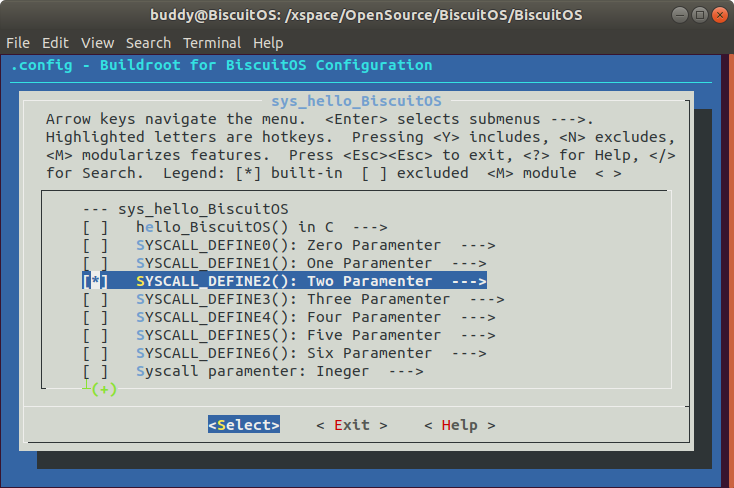 buddy@BiscuitOS: /xspace/OpenSource/BiscuitOS/BiscuitOS
File Edit View Search Terminal Help
.config - Buildroot for BiscuitOS Configuration
sys_hello_BiscuitOS
Arrow keys navigate the menu.  <Enter> selects submenus --->.
Highlighted letters are hotkeys.  Pressing <Y> includes, <N> excludes,
<M> modularizes features.  Press <Esc><Esc> to exit, <?> for Help, </>
for Search.  Legend: [*] built-in  [ ] excluded  <M> module  < >
--- sys_hello_BiscuitOS
[ ]   hello_BiscuitOS() in C  --->
[ ]   SYSCALL_DEFINE0(): Zero Paramenter  --->
[ ]   SYSCALL_DEFINE1(): One Paramenter  --->
[*]   SYSCALL_DEFINE2(): Two Paramenter  --->
[ ]   SYSCALL_DEFINE3(): Three Paramenter  --->
[ ]   SYSCALL_DEFINE4(): Four Paramenter  --->
[ ]   SYSCALL_DEFINE5(): Five Paramenter  --->
[ ]   SYSCALL_DEFINE6(): Six Paramenter  --->
[ ]   Syscall paramenter: Ineger  --->
┴(+)
<Select>    < Exit >    < Help >